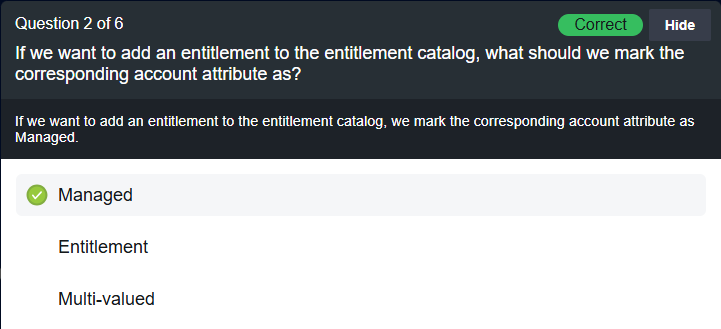 Question 2 of 6
Correct
Hide
If we want to add an entitlement to the entitlement catalog, what should we mark the
corresponding account attribute as?
If we want to add an entitlement to the entitlement catalog, we mark the corresponding account attribute as
Managed.
Managed
Entitlement
Multi-valued